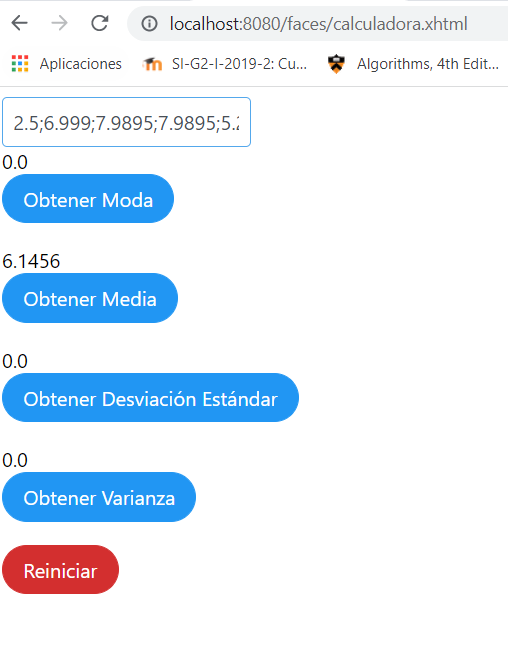 localhost:8080/faces/calculadora.xhtml
Aplicaciones SI-G2-I-2019-2: Cu... Algorithms, 4th Edit...
2.5;6.999;7.9895;7.9895;5.
0.0
Obtener Moda
6.1456
Obtener Media
0.0
Obtener Desviación Estándar
0.0
Obtener Varianza
Reiniciar